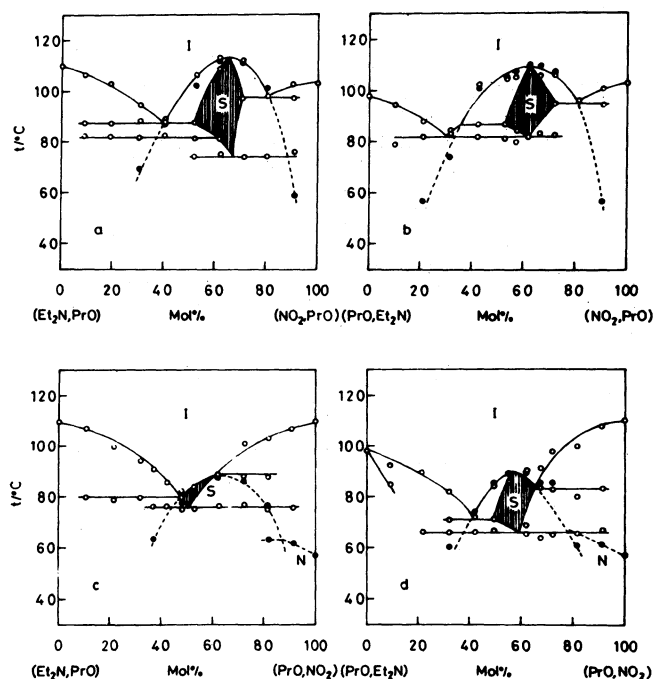 I
I
120
100
80
60
40
t/°C
S
a
120
100
80
60
40
S
b
0 20 40 60 80 100
0 20 40 60 80 100
(Et₂N,PrO) Mol% (NO₂,PrO) (PrO,Et₂N) Mol% (NO₂,PrO)
I
I
120
100
80
60
40
t/°C
S
N
c
120
100
80
60
40
S
N
d
0 20 40 60 80 100
0 20 40 60 80 100
(Et₂N,PrO) Mol% (PrO,NO₂) (PrO,Et₂N) Mol% (PrO,NO₂)